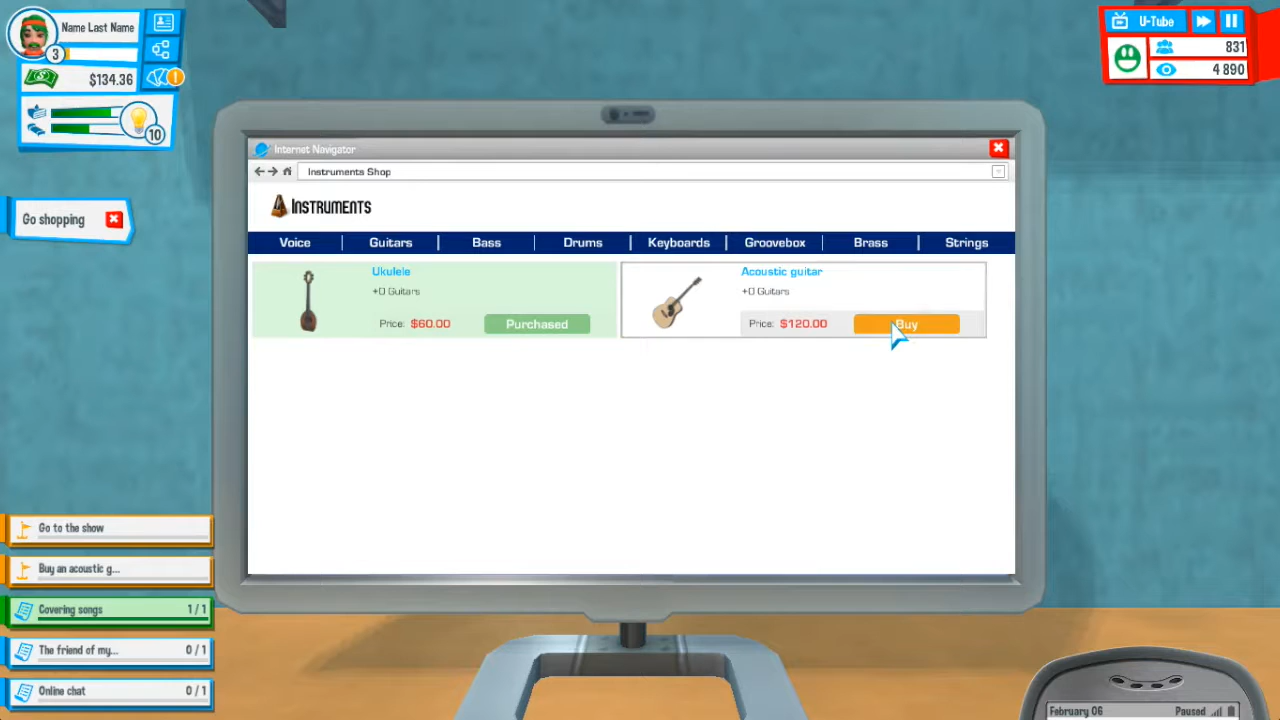 Name Last Name
3
$134.36
10
U-Tube
831
4 890
Go shopping
Internet Navigator
Instruments Shop
INSTRUMENTS
Voice
Guitars
Bass
Drums
Keyboards
Groovebox
Brass
Strings
Ukulele
+0 Guitars
Price: $60.00
Purchased
Acoustic guitar
+0 Guitars
Price: $120.00
Buy
Go to the show
Buy an acoustic g...
Covering songs 1 / 1
The friend of my... 0 / 1
Online chat 0 / 1
February 06 Paused